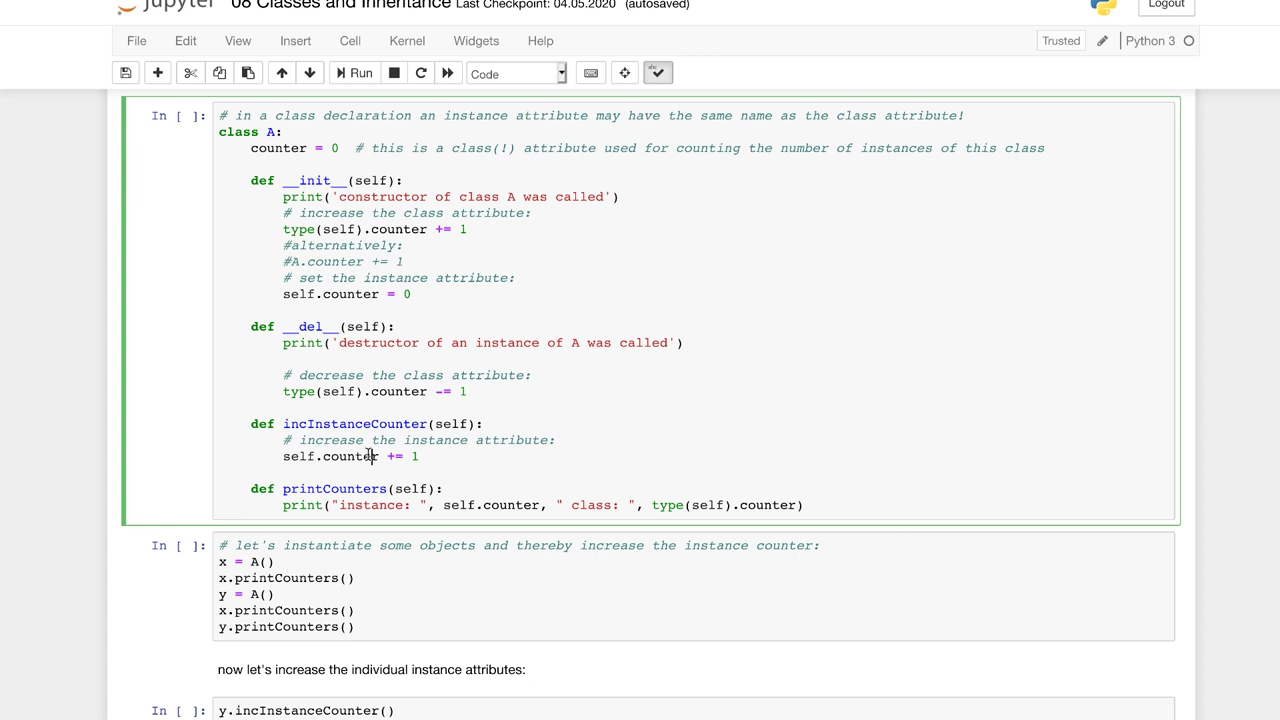 jupyter 08 Classes and Inheritance Last Checkpoint: 04.05.2020 (autosaved) Logout
File Edit View Insert Cell Kernel Widgets Help Trusted Python 3
Run Code
In [ ]: # in a class declaration an instance attribute may have the same name as the class attribute!
class A:
    counter = 0  # this is a class(!) attribute used for counting the number of instances of this class
    def __init__(self):
        print('constructor of class A was called')
        # increase the class attribute:
        type(self).counter += 1
        #alternatively:
        #A.counter += 1
        # set the instance attribute:
        self.counter = 0
    def __del__(self):
        print('destructor of an instance of A was called')
        # decrease the class attribute:
        type(self).counter -= 1
    def incInstanceCounter(self):
        # increase the instance attribute:
        self.counter += 1
    def printCounters(self):
        print("instance: ", self.counter, " class: ", type(self).counter)
In [ ]: # let's instantiate some objects and thereby increase the instance counter:
x = A()
x.printCounters()
y = A()
x.printCounters()
y.printCounters()
now let's increase the individual instance attributes:
In [ ]: y.incInstanceCounter()